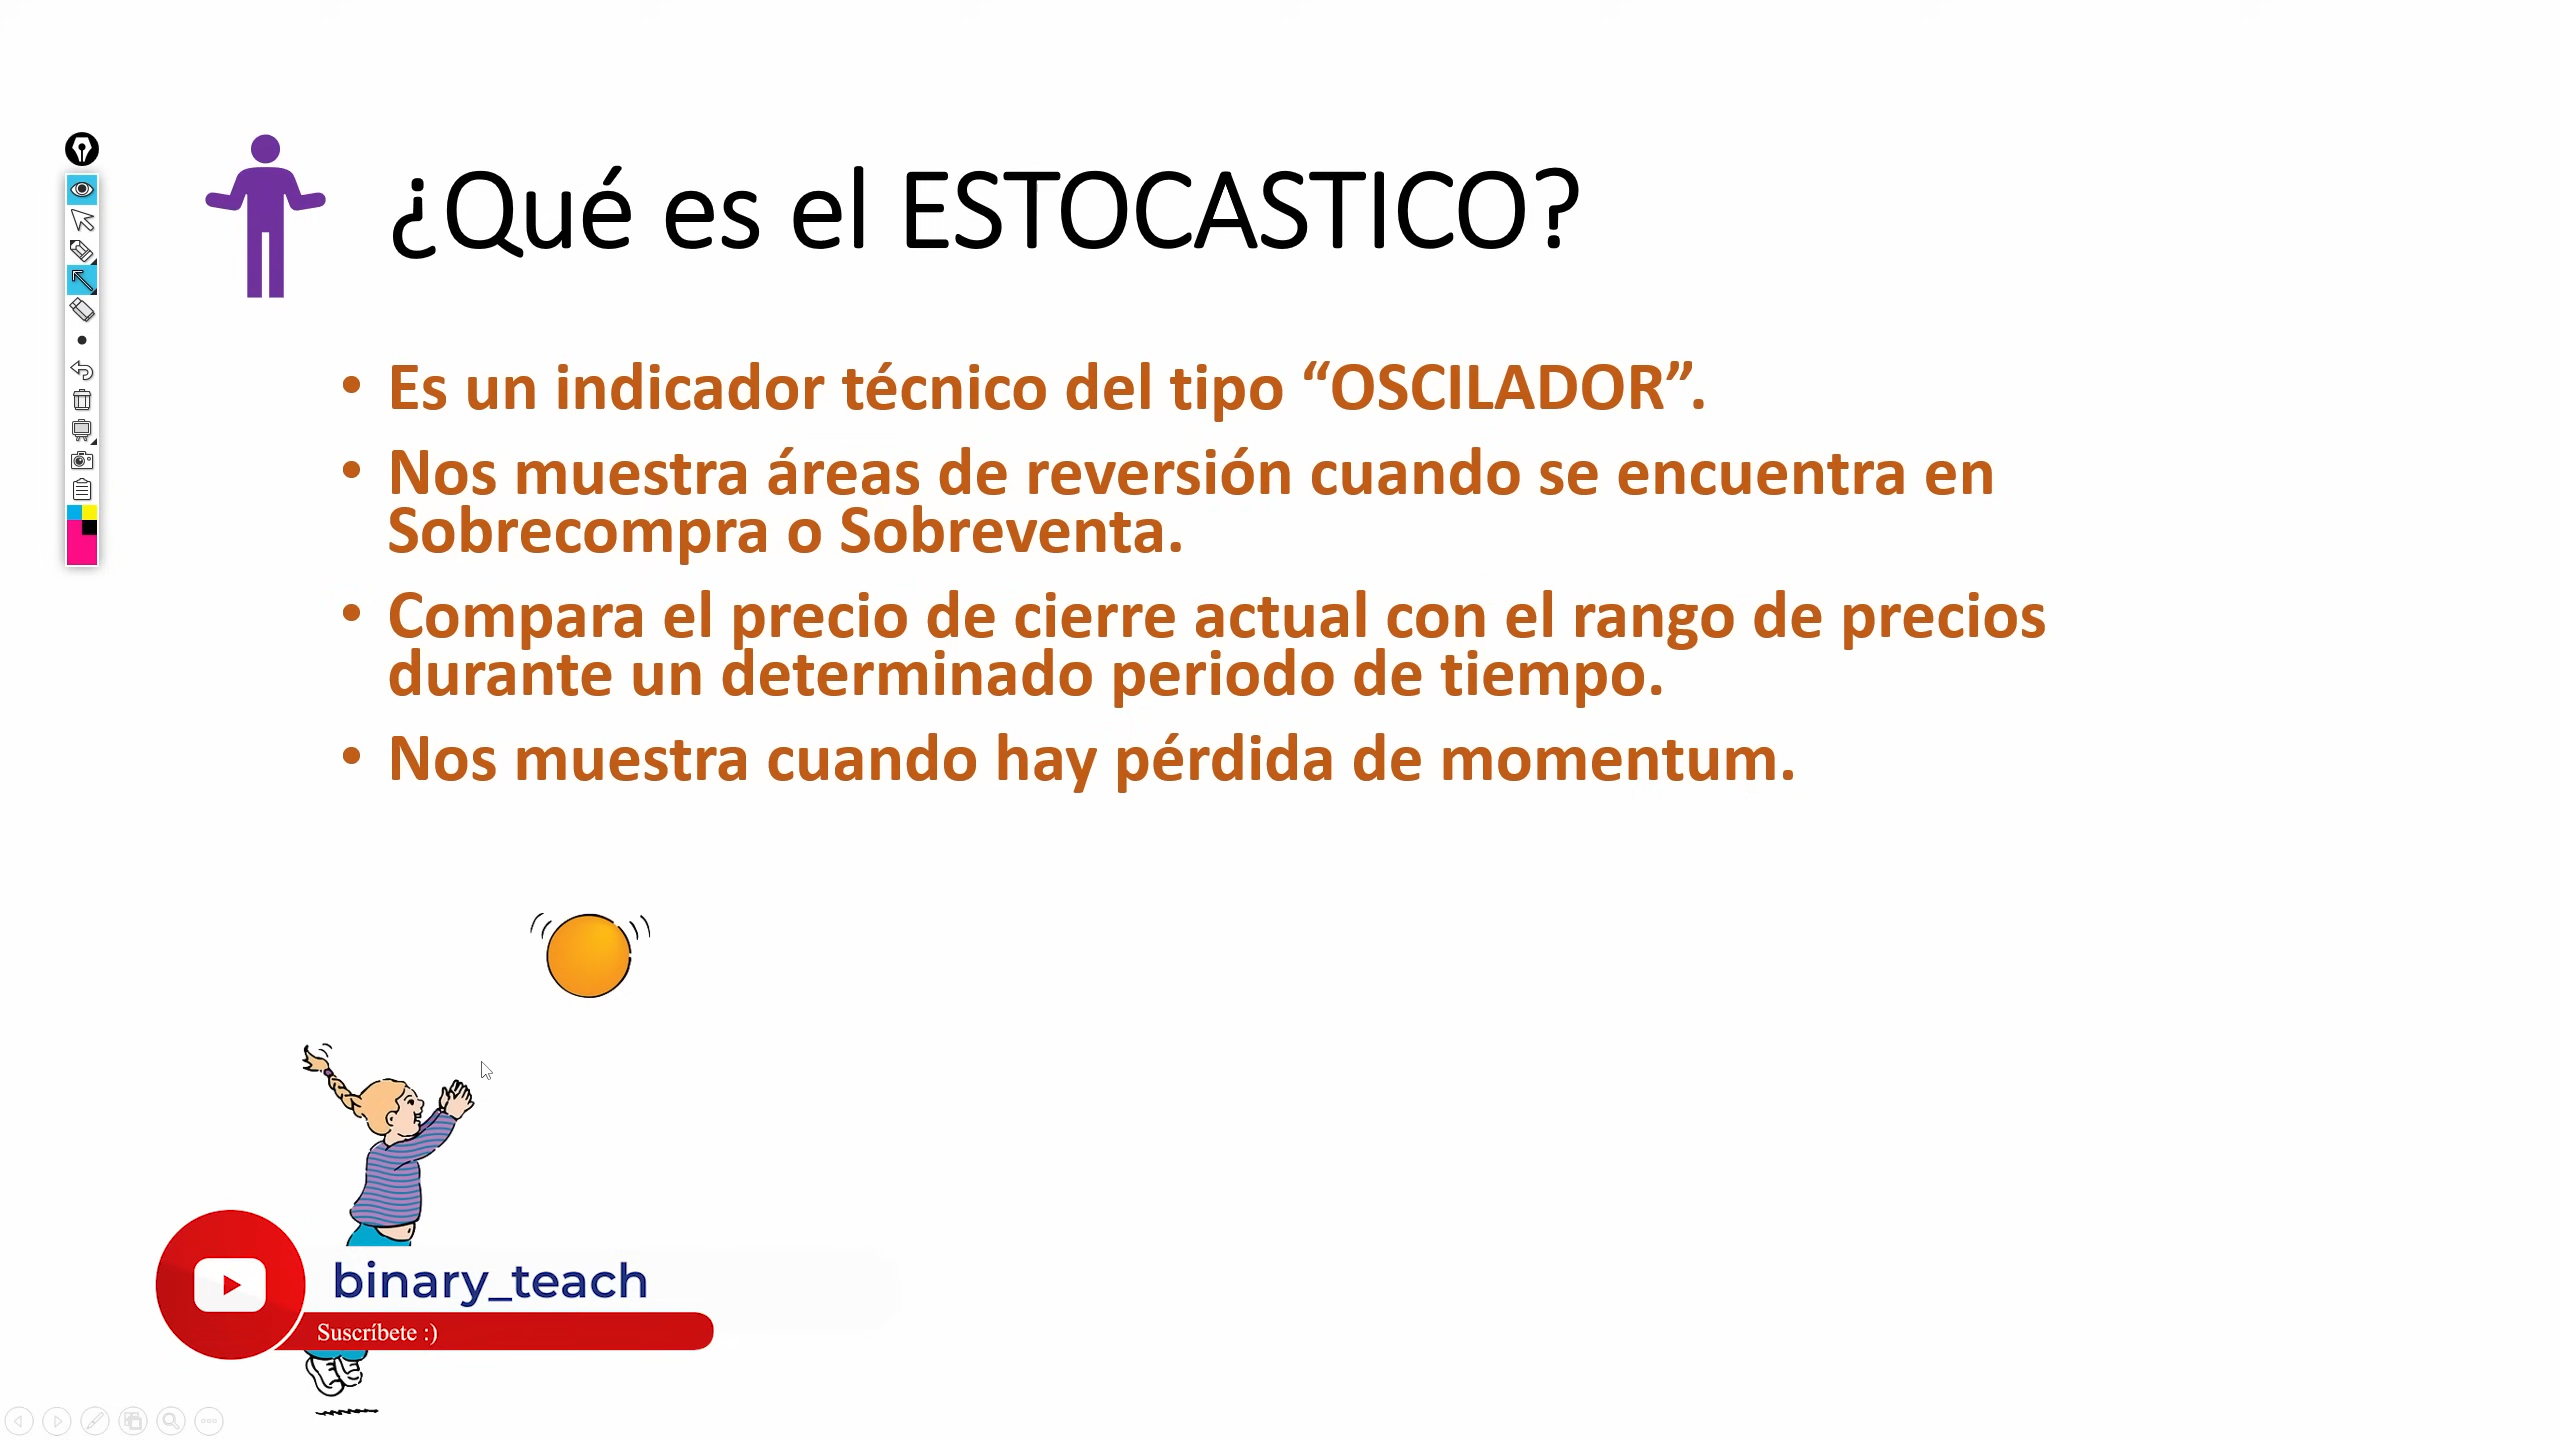 ¿Qué es el ESTOCASTICO?
• Es un indicador técnico del tipo “OSCILADOR”.
• Nos muestra áreas de reversión cuando se encuentra en
Sobrecompra o Sobreventa.
• Compara el precio de cierre actual con el rango de precios
durante un determinado periodo de tiempo.
• Nos muestra cuando hay pérdida de momentum.
binary_teach
Suscríbete :)